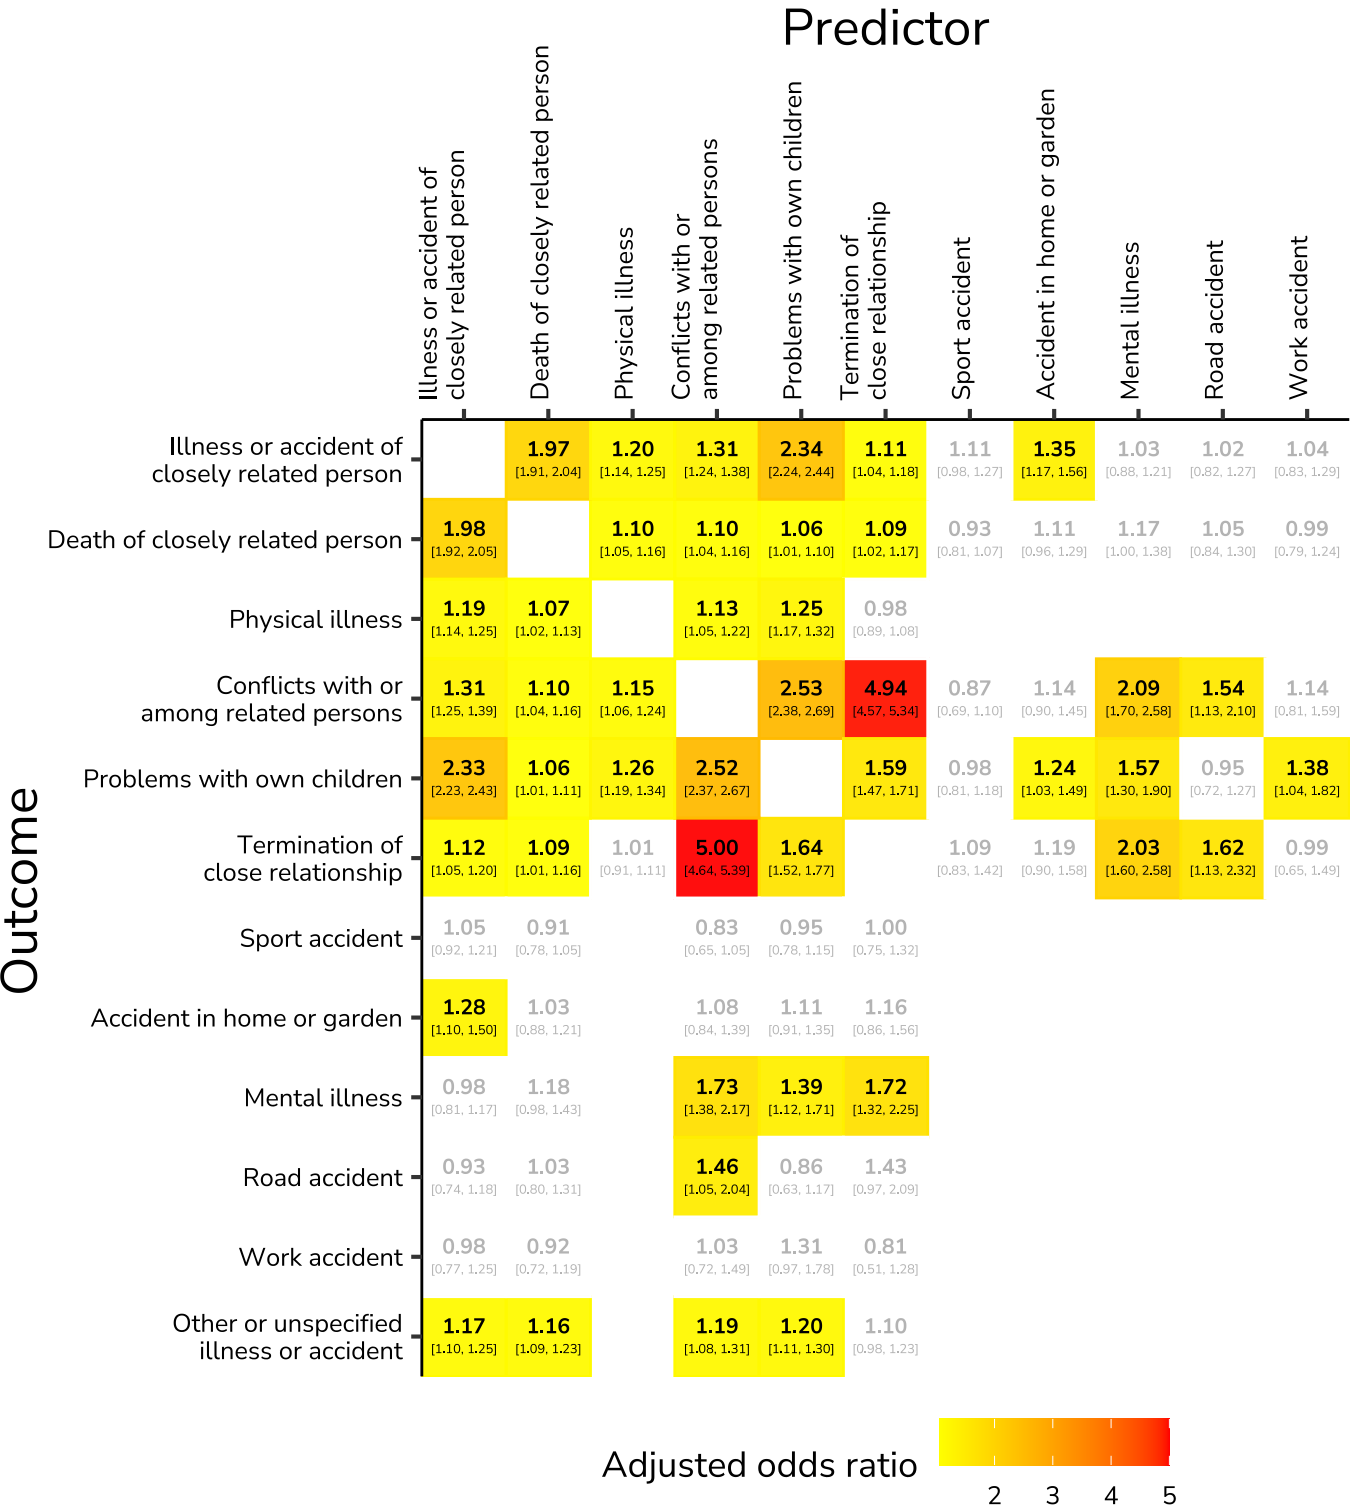 Predictor
Illness or accident of
closely related person
Death of closely related person
Physical illness
Conflicts with or
among related persons
Problems with own children
Termination of
close relationship
Sport accident
Accident in home or garden
Mental illness
Road accident
Work accident
Outcome
Illness or accident of
closely related person
1.97 1.20 1.31 2.34 1.11 1.11 1.35 1.03 1.02 1.04
[1.91, 2.04] [1.14, 1.25] [1.24, 1.38] [2.24, 2.44] [1.04, 1.18] [0.98, 1.27] [1.17, 1.56] [0.88, 1.21] [0.82, 1.27] [0.83, 1.29]
Death of closely related person
1.98 1.10 1.10 1.06 1.09 0.93 1.11 1.17 1.05 0.99
[1.92, 2.05] [1.05, 1.16] [1.04, 1.16] [1.01, 1.10] [1.02, 1.17] [0.81, 1.07] [0.96, 1.29] [1.00, 1.38] [0.84, 1.30] [0.79, 1.24]
Physical illness
1.19 1.07 1.13 1.25 0.98
[1.14, 1.25] [1.02, 1.13] [1.05, 1.22] [1.17, 1.32] [0.89, 1.08]
Conflicts with or
among related persons
1.31 1.10 1.15 2.53 4.94 0.87 1.14 2.09 1.54 1.14
[1.25, 1.39] [1.04, 1.16] [1.06, 1.24] [2.38, 2.69] [4.57, 5.34] [0.69, 1.10] [0.90, 1.45] [1.70, 2.58] [1.13, 2.10] [0.81, 1.59]
Problems with own children
2.33 1.06 1.26 2.52 1.59 0.98 1.24 1.57 0.95 1.38
[2.23, 2.43] [1.01, 1.11] [1.19, 1.34] [2.37, 2.67] [1.47, 1.71] [0.81, 1.18] [1.03, 1.49] [1.30, 1.90] [0.72, 1.27] [1.04, 1.82]
Termination of
close relationship
1.12 1.09 1.01 5.00 1.64 1.09 1.19 2.03 1.62 0.99
[1.05, 1.20] [1.01, 1.16] [0.91, 1.11] [4.64, 5.39] [1.52, 1.77] [0.83, 1.42] [0.90, 1.58] [1.60, 2.58] [1.13, 2.32] [0.65, 1.49]
Sport accident
1.05 0.91 0.83 0.95 1.00
[0.92, 1.21] [0.78, 1.05] [0.65, 1.05] [0.78, 1.15] [0.75, 1.32]
Accident in home or garden
1.28 1.03 1.08 1.11 1.16
[1.10, 1.50] [0.88, 1.21] [0.84, 1.39] [0.91, 1.35] [0.86, 1.56]
Mental illness
0.98 1.18 1.73 1.39 1.72
[0.81, 1.17] [0.98, 1.43] [1.38, 2.17] [1.12, 1.71] [1.32, 2.25]
Road accident
0.93 1.03 1.46 0.86 1.43
[0.74, 1.18] [0.80, 1.31] [1.05, 2.04] [0.63, 1.17] [0.97, 2.09]
Work accident
0.98 0.92 1.03 1.31 0.81
[0.77, 1.25] [0.72, 1.19] [0.72, 1.49] [0.97, 1.78] [0.51, 1.28]
Other or unspecified
illness or accident
1.17 1.16 1.19 1.20 1.10
[1.10, 1.25] [1.09, 1.23] [1.08, 1.31] [1.11, 1.30] [0.98, 1.23]
Adjusted odds ratio
2 3 4 5